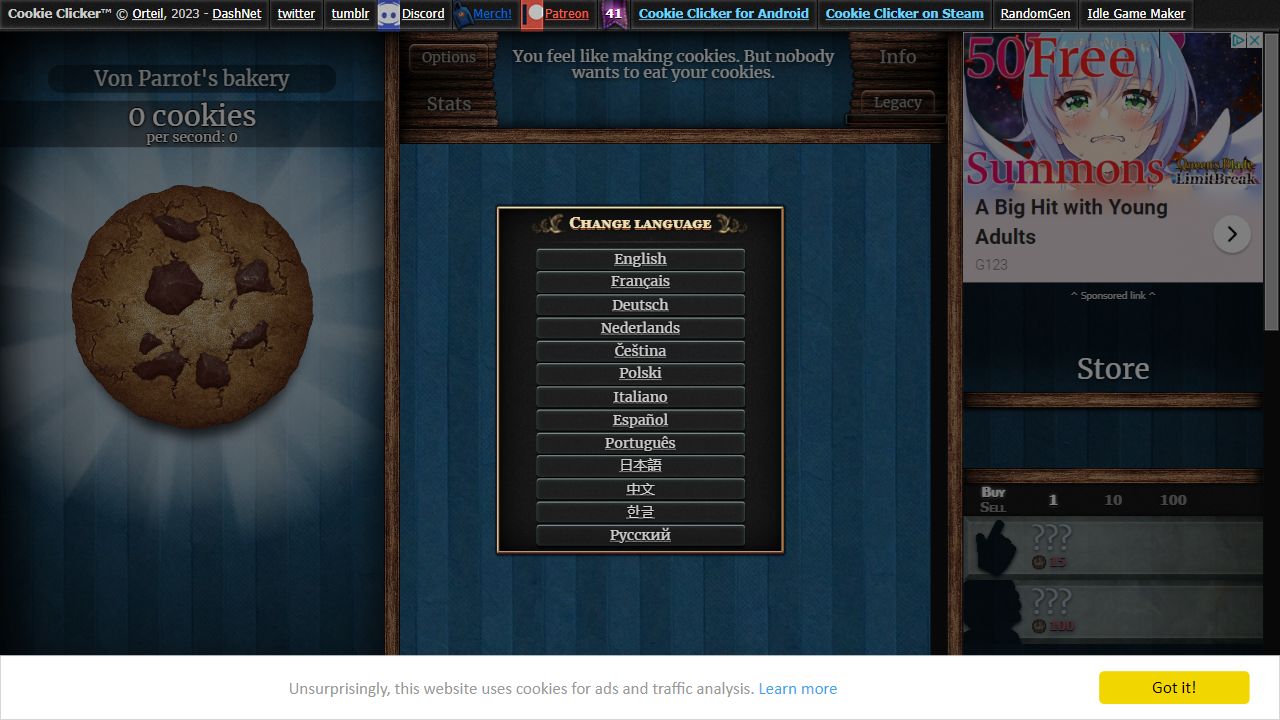 Cookie Clicker™ © Orteil, 2023 - DashNet
twitter
tumblr
Discord
Merch!
Patreon
41
Cookie Clicker for Android
Cookie Clicker on Steam
RandomGen
Idle Game Maker
Von Parrot's bakery
0 cookies
per second: 0
Options
Stats
You feel like making cookies. But nobody
wants to eat your cookies.
Info
Legacy
Change language
English
Français
Deutsch
Nederlands
Čeština
Polski
Italiano
Español
Português
日本語
中文
한글
Русский
50Free
Summons
Queen's Blade
LimitBreak
A Big Hit with Young
Adults
G123
^ Sponsored link ^
Store
Buy
Sell
1
10
100
???
15
???
100
Unsurprisingly, this website uses cookies for ads and traffic analysis. Learn more
Got it!